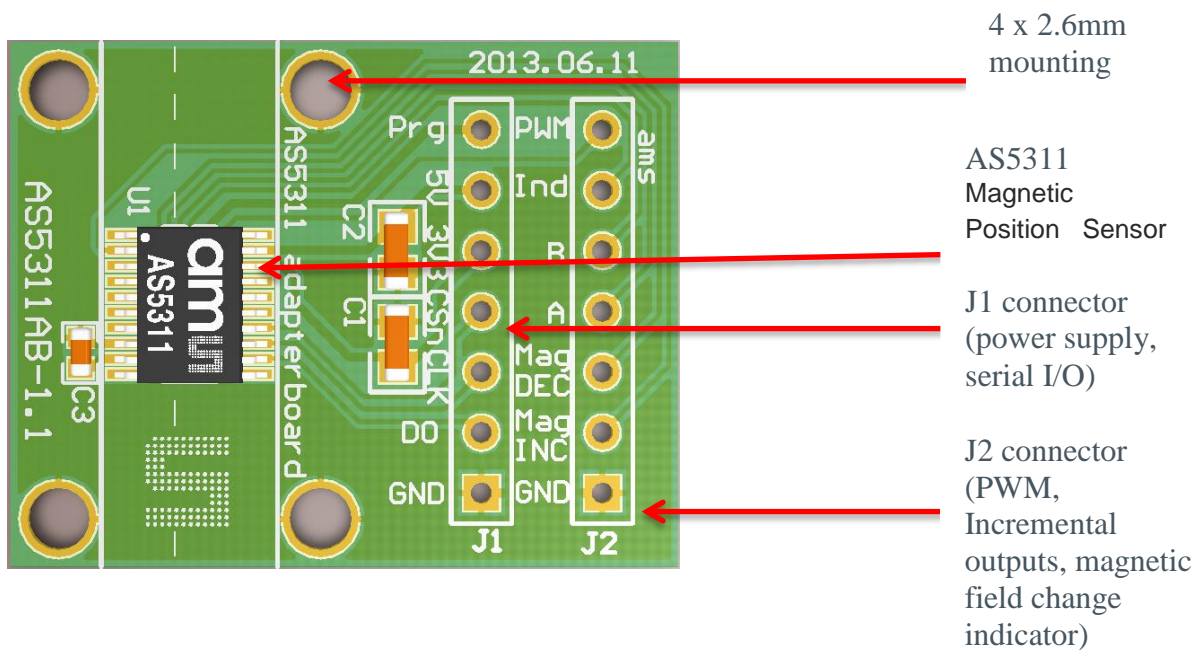 4 x 2.6mm
mounting
AS5311
Magnetic
Position Sensor
J1 connector
(power supply,
serial I/O)
J2 connector
(PWM,
Incremental
outputs, magnetic
field change
indicator)
2013.06.11
ams
AS5311AB-1.1
AS5311 adapterboard
U1
am
AS5311
C3
C2
C1
Prg
5V
3V3
CSn
CLK
DO
GND
J1
PWM
Ind
B
A
Mag
DEC
Mag
INC
GND
J2